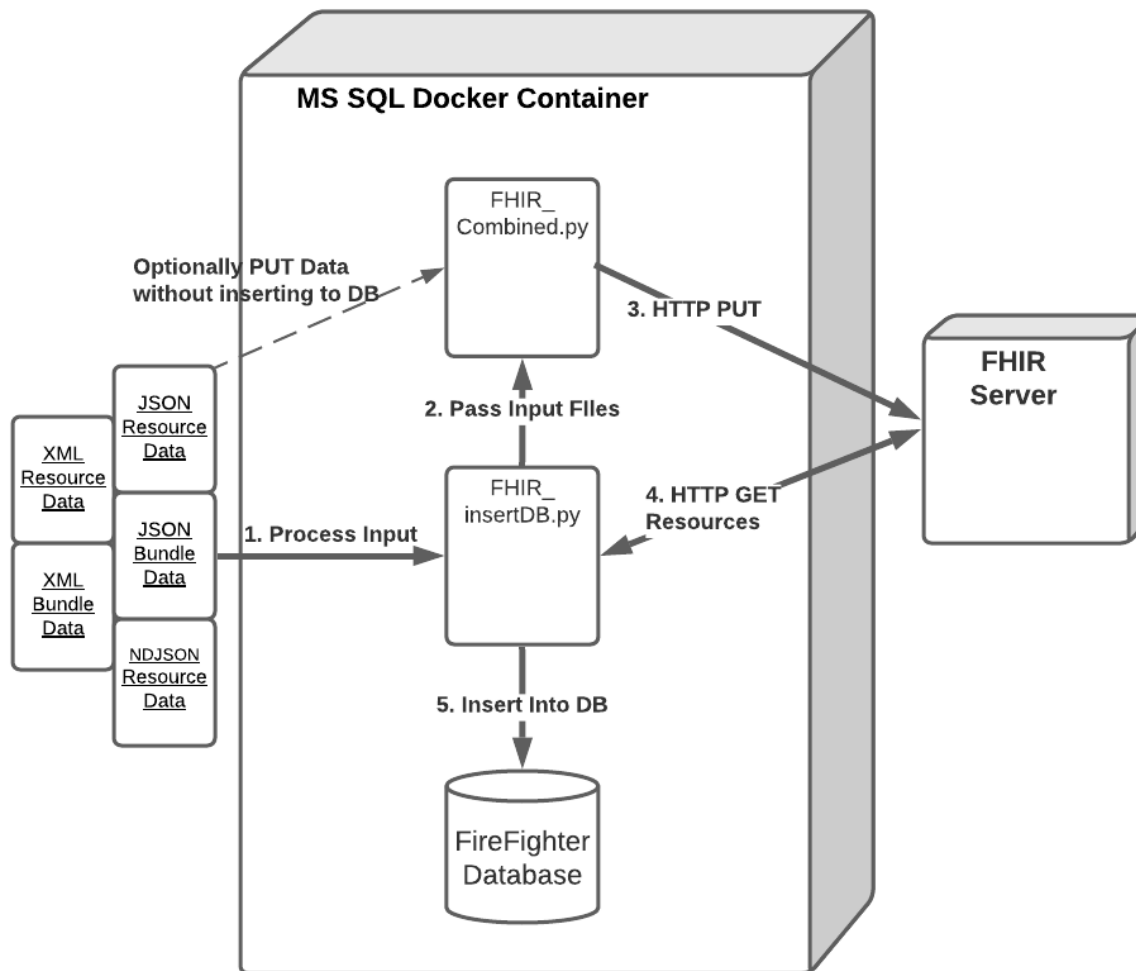 MS SQL Docker Container
FHIR_
Combined.py
Optionally PUT Data
without inserting to DB
3. HTTP PUT
FHIR
Server
JSON
Resource
Data
2. Pass Input FIles
XML
Resource
Data
FHIR_
insertDB.py
4. HTTP GET
Resources
JSON
Bundle
Data
1. Process Input
XML
Bundle
Data
NDJSON
Resource
Data
5. Insert Into DB
FireFighter
Database